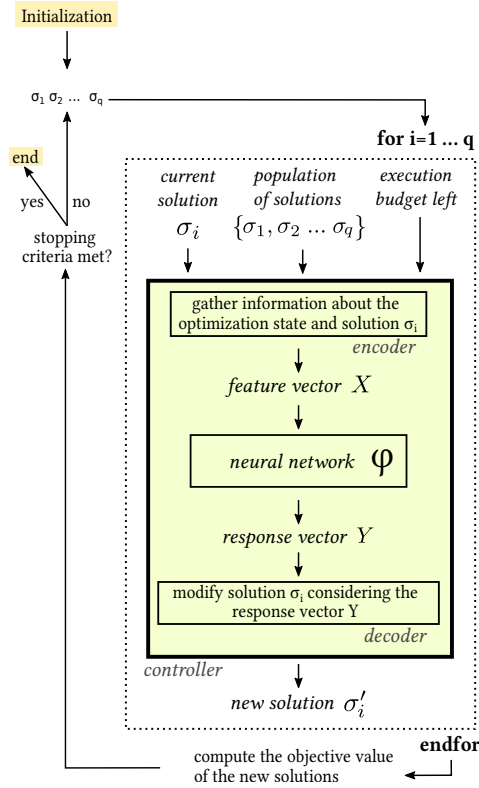 Initialization
σ₁ σ₂ ... σq
for i=1 ... q
end
yes
no
stopping
criteria met?
current
solution
σᵢ
population
of solutions
{σ₁, σ₂ ... σq}
execution
budget left
gather information about the
optimization state and solution σᵢ
encoder
feature vector X
neural network φ
response vector Y
modify solution σᵢ considering the
response vector Y
decoder
controller
new solution σᵢ′
endfor
compute the objective value
of the new solutions